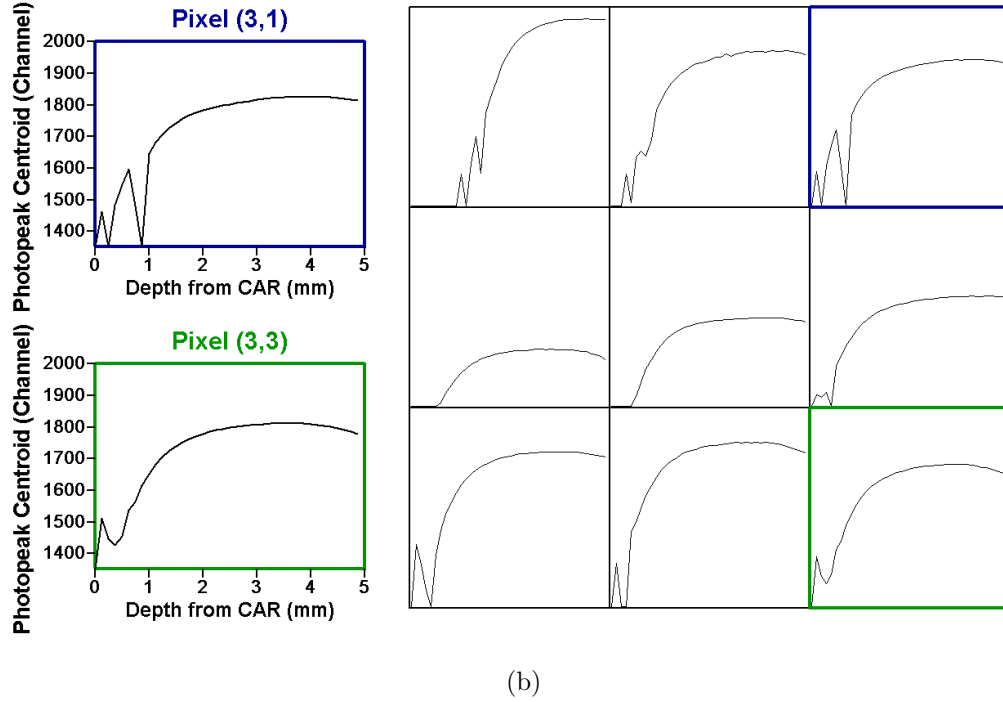 Pixel (3,1)
Photopeak Centroid (Channel)
2000
1900
1800
1700
1600
1500
1400
0 1 2 3 4 5
Depth from CAR (mm)
Pixel (3,3)
Photopeak Centroid (Channel)
2000
1900
1800
1700
1600
1500
1400
0 1 2 3 4 5
Depth from CAR (mm)
(b)